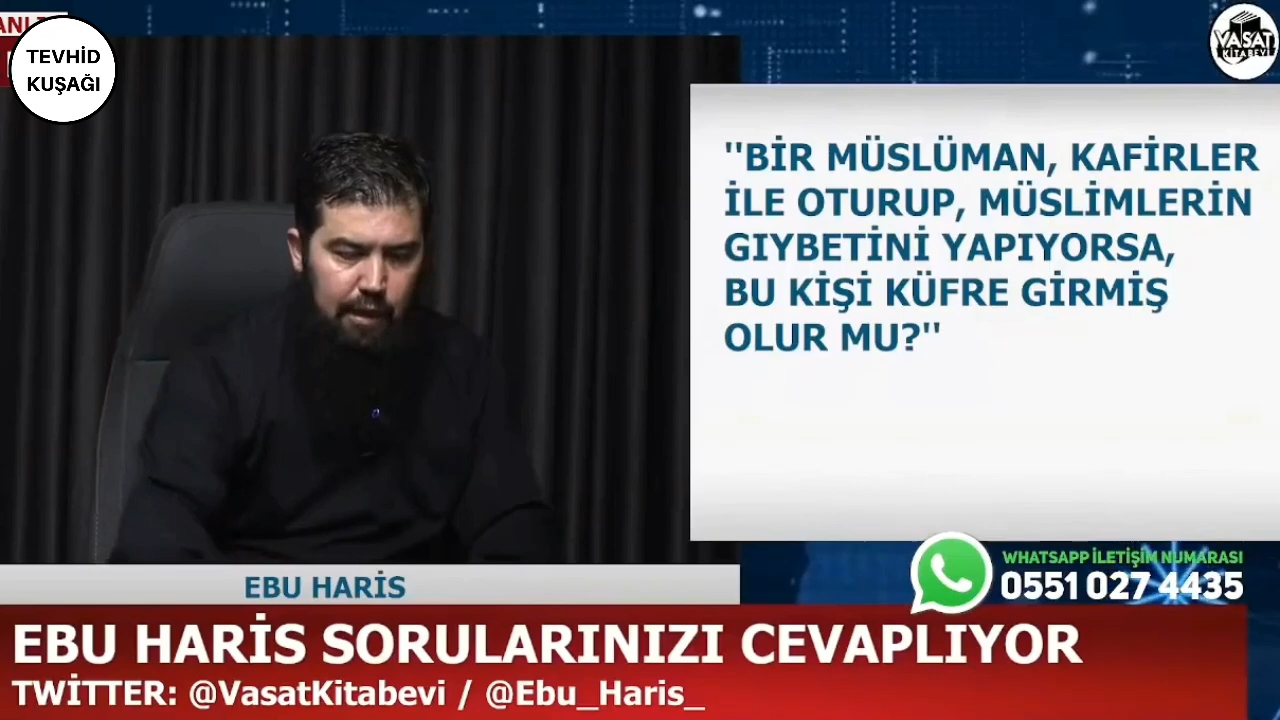 TEVHİD
KUŞAĞI
VASAT
KİTABEVİ
"BİR MÜSLÜMAN, KAFİRLER
İLE OTURUP, MÜSLİMLERİN
GIYBETİNİ YAPIYORSA,
BU KİŞİ KÜFRE GİRMİŞ
OLUR MU?"
WHATSAPP İLETİŞİM NUMARASI
0551 027 4435
EBU HARİS
EBU HARİS SORULARINIZI CEVAPLIYOR
TWİTTER: @VasatKitabevi / @Ebu_Haris_